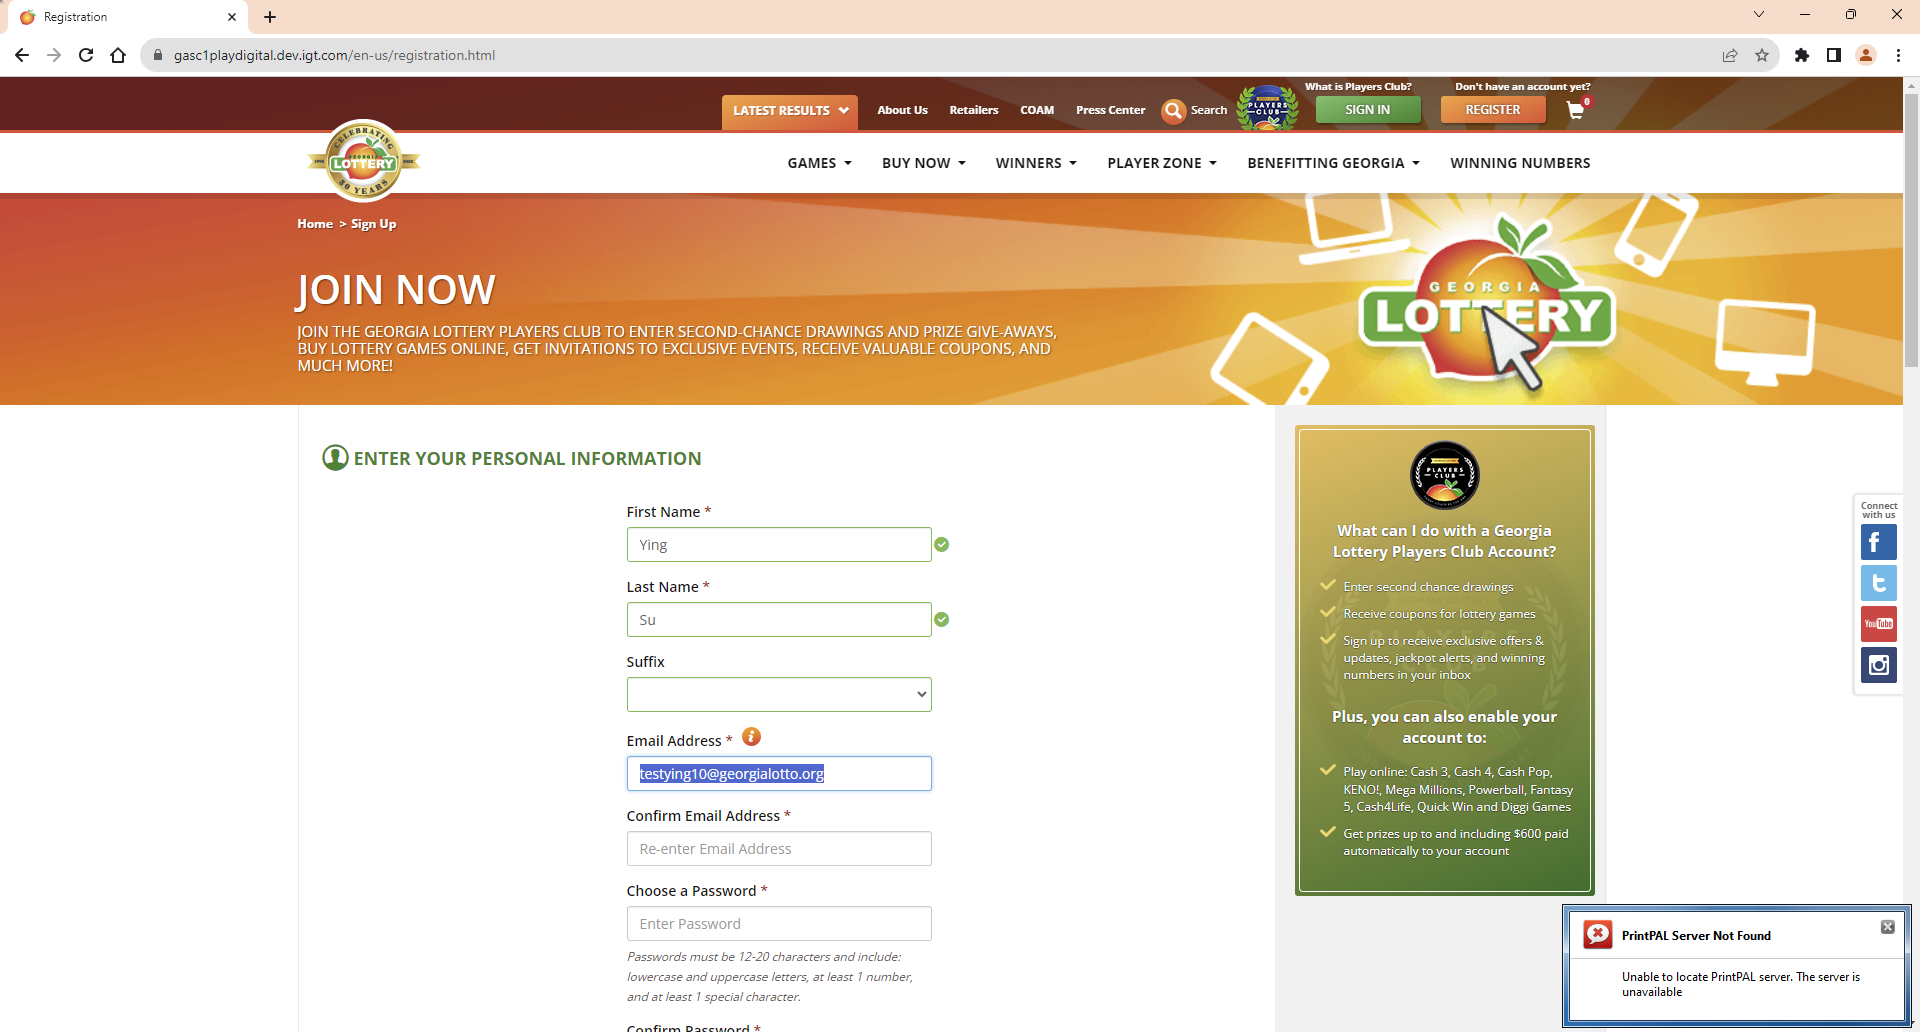 Registration
gasc1playdigital.dev.igt.com/en-us/registration.html
What is Players Club?
Don't have an account yet?
LATEST RESULTS
About Us
Retailers
COAM
Press Center
Search
PLAYERS
CLUB
SIGN IN
REGISTER
0
CELEBRATING
GEORGIA
LOTTERY
30 YEARS
GAMES
BUY NOW
WINNERS
PLAYER ZONE
BENEFITTING GEORGIA
WINNING NUMBERS
Home > Sign Up
JOIN NOW
JOIN THE GEORGIA LOTTERY PLAYERS CLUB TO ENTER SECOND-CHANCE DRAWINGS AND PRIZE GIVE-AWAYS,
BUY LOTTERY GAMES ONLINE, GET INVITATIONS TO EXCLUSIVE EVENTS, RECEIVE VALUABLE COUPONS, AND
MUCH MORE!
GEORGIA
LOTTERY
ENTER YOUR PERSONAL INFORMATION
First Name *
Ying
Last Name *
Su
Suffix
Email Address *
testying10@georgialotto.org
Confirm Email Address *
Re-enter Email Address
Choose a Password *
Enter Password
Passwords must be 12-20 characters and include:
lowercase and uppercase letters, at least 1 number,
and at least 1 special character.
Confirm Password *
PLAYERS
CLUB
What can I do with a Georgia
Lottery Players Club Account?
Enter second chance drawings
Receive coupons for lottery games
Sign up to receive exclusive offers &
updates, jackpot alerts, and winning
numbers in your inbox
Plus, you can also enable your
account to:
Play online: Cash 3, Cash 4, Cash Pop,
KENO!, Mega Millions, Powerball, Fantasy
5, Cash4Life, Quick Win and Diggi Games
Get prizes up to and including $600 paid
automatically to your account
Connect
with us
You Tube
PrintPAL Server Not Found
Unable to locate PrintPAL server. The server is
unavailable